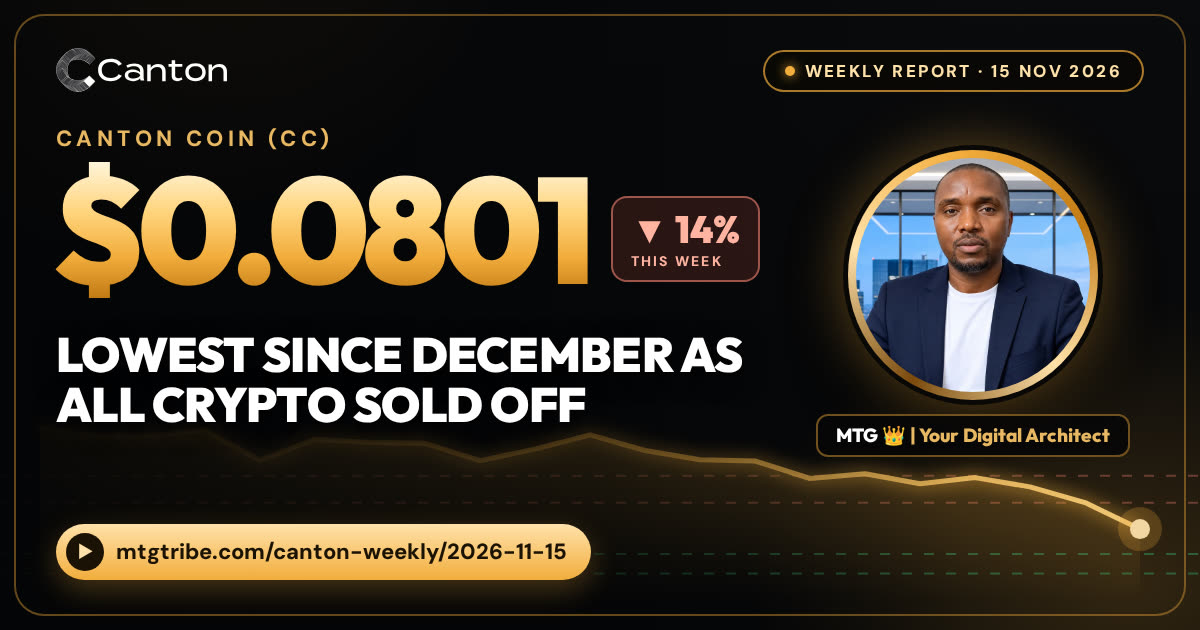 Canton
WEEKLY REPORT · 15 NOV 2026
CANTON COIN (CC)
$0.0801
▼ 14%
THIS WEEK
LOWEST SINCE DECEMBER AS
ALL CRYPTO SOLD OFF
MTG 👑 | Your Digital Architect
mtgtribe.com/canton-weekly/2026-11-15